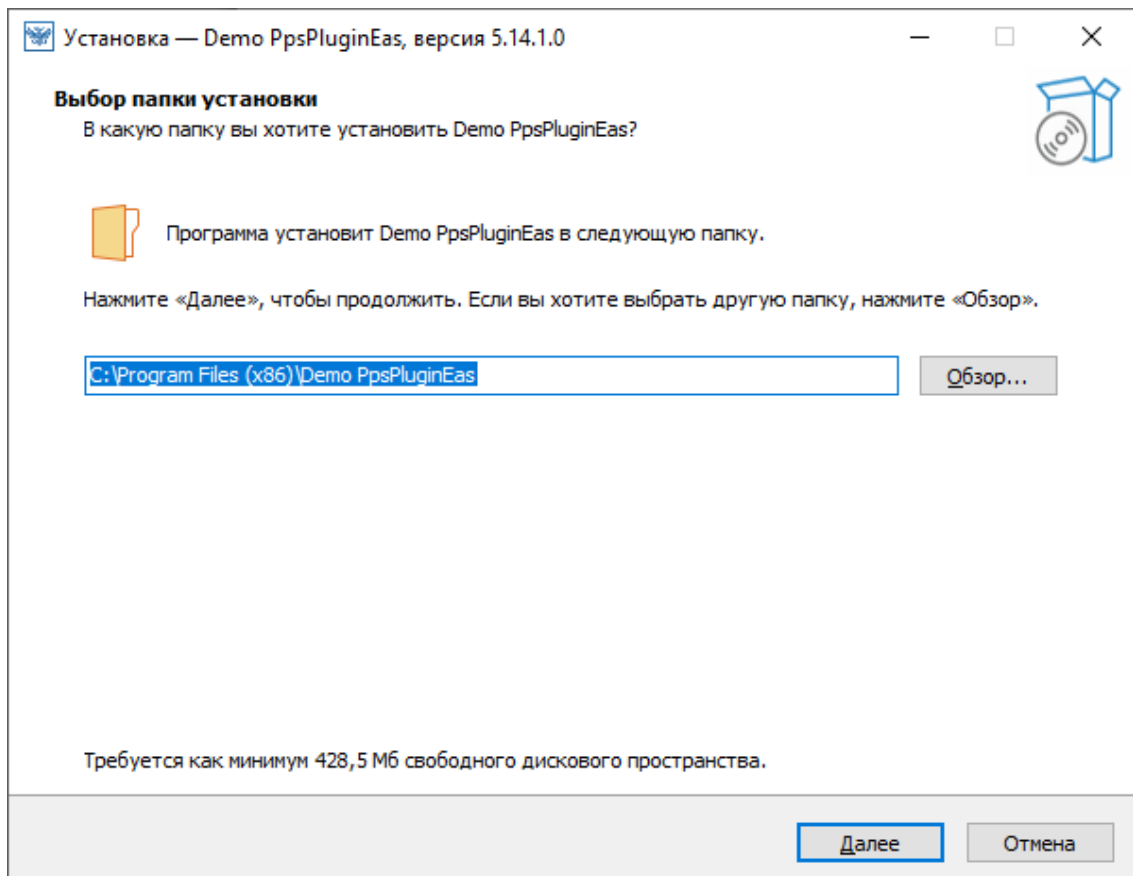 Установка — Demo PpsPluginEas, версия 5.14.1.0
Выбор папки установки
В какую папку вы хотите установить Demo PpsPluginEas?
Программа установит Demo PpsPluginEas в следующую папку.
Нажмите «Далее», чтобы продолжить. Если вы хотите выбрать другую папку, нажмите «Обзор».
C:\Program Files (x86)\Demo PpsPluginEas
Обзор...
Требуется как минимум 428,5 Мб свободного дискового пространства.
Далее
Отмена